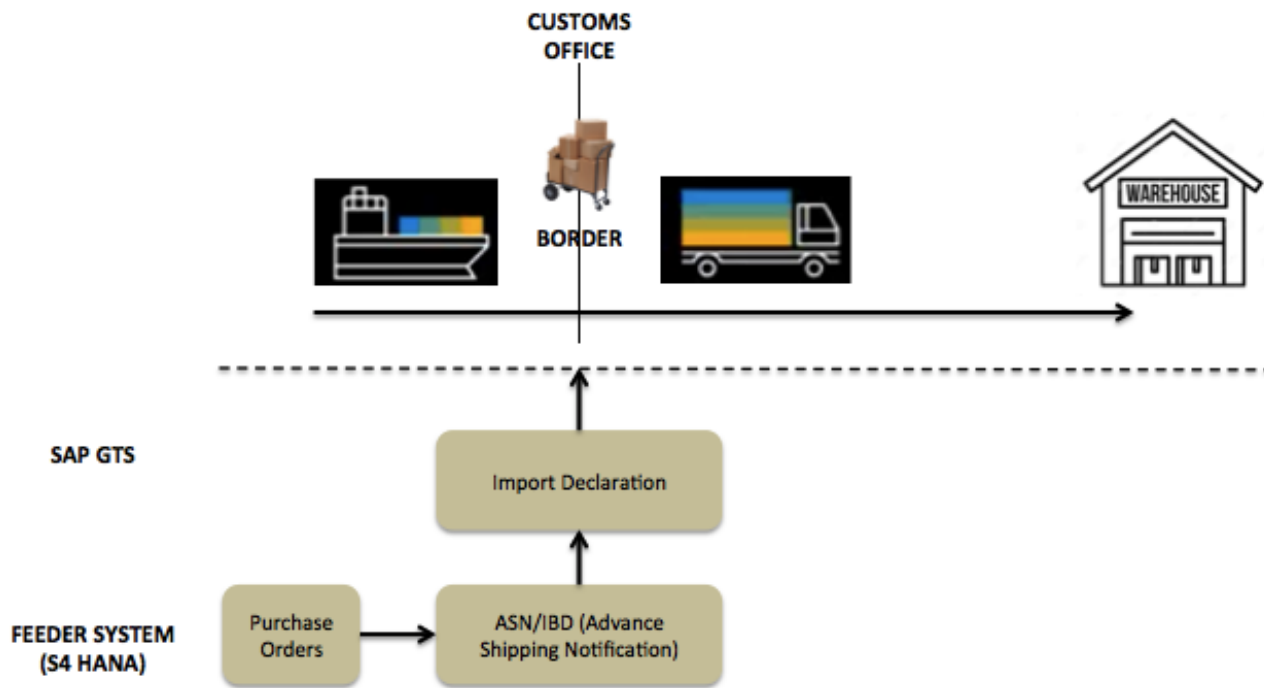 CUSTOMS
OFFICE
BORDER
WAREHOUSE
SAP GTS
Import Declaration
FEEDER SYSTEM
(S4 HANA)
Purchase
Orders
ASN/IBD (Advance
Shipping Notification)